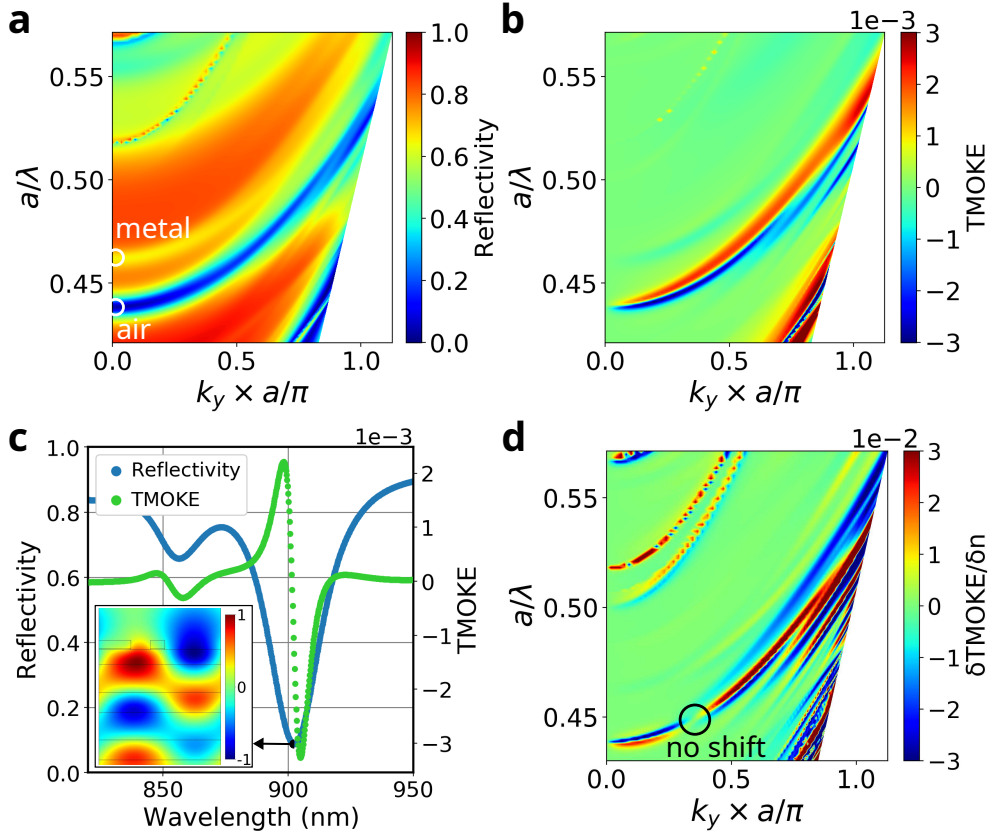 a
0.55
0.50
0.45
a/λ
metal
air
0.0
0.5
1.0
k_y × a/π
1.0
0.8
0.6
0.4
0.2
0.0
Reflectivity
b
1e−3
0.55
0.50
0.45
a/λ
0.0
0.5
1.0
k_y × a/π
3
2
1
0
−1
−2
−3
TMOKE
c
1e−3
Reflectivity
TMOKE
1.0
0.8
0.6
0.4
0.2
0.0
Reflectivity
1
0
-1
850
900
950
Wavelength (nm)
2
1
0
−1
−2
−3
TMOKE
d
1e−2
0.55
0.50
0.45
a/λ
no shift
0.0
0.5
1.0
k_y × a/π
3
2
1
0
−1
−2
−3
δTMOKE/δn